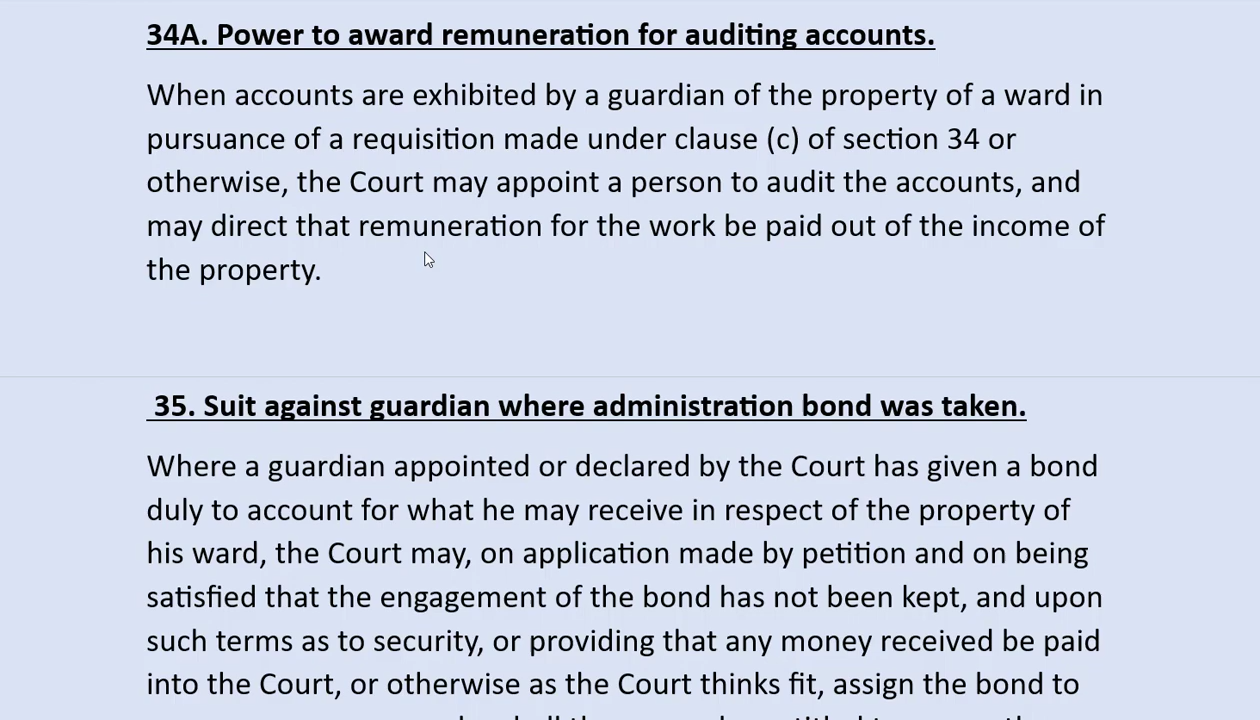 34A. Power to award remuneration for auditing accounts.
When accounts are exhibited by a guardian of the property of a ward in
pursuance of a requisition made under clause (c) of section 34 or
otherwise, the Court may appoint a person to audit the accounts, and
may direct that remuneration for the work be paid out of the income of
the property.
35. Suit against guardian where administration bond was taken.
Where a guardian appointed or declared by the Court has given a bond
duly to account for what he may receive in respect of the property of
his ward, the Court may, on application made by petition and on being
satisfied that the engagement of the bond has not been kept, and upon
such terms as to security, or providing that any money received be paid
into the Court, or otherwise as the Court thinks fit, assign the bond to